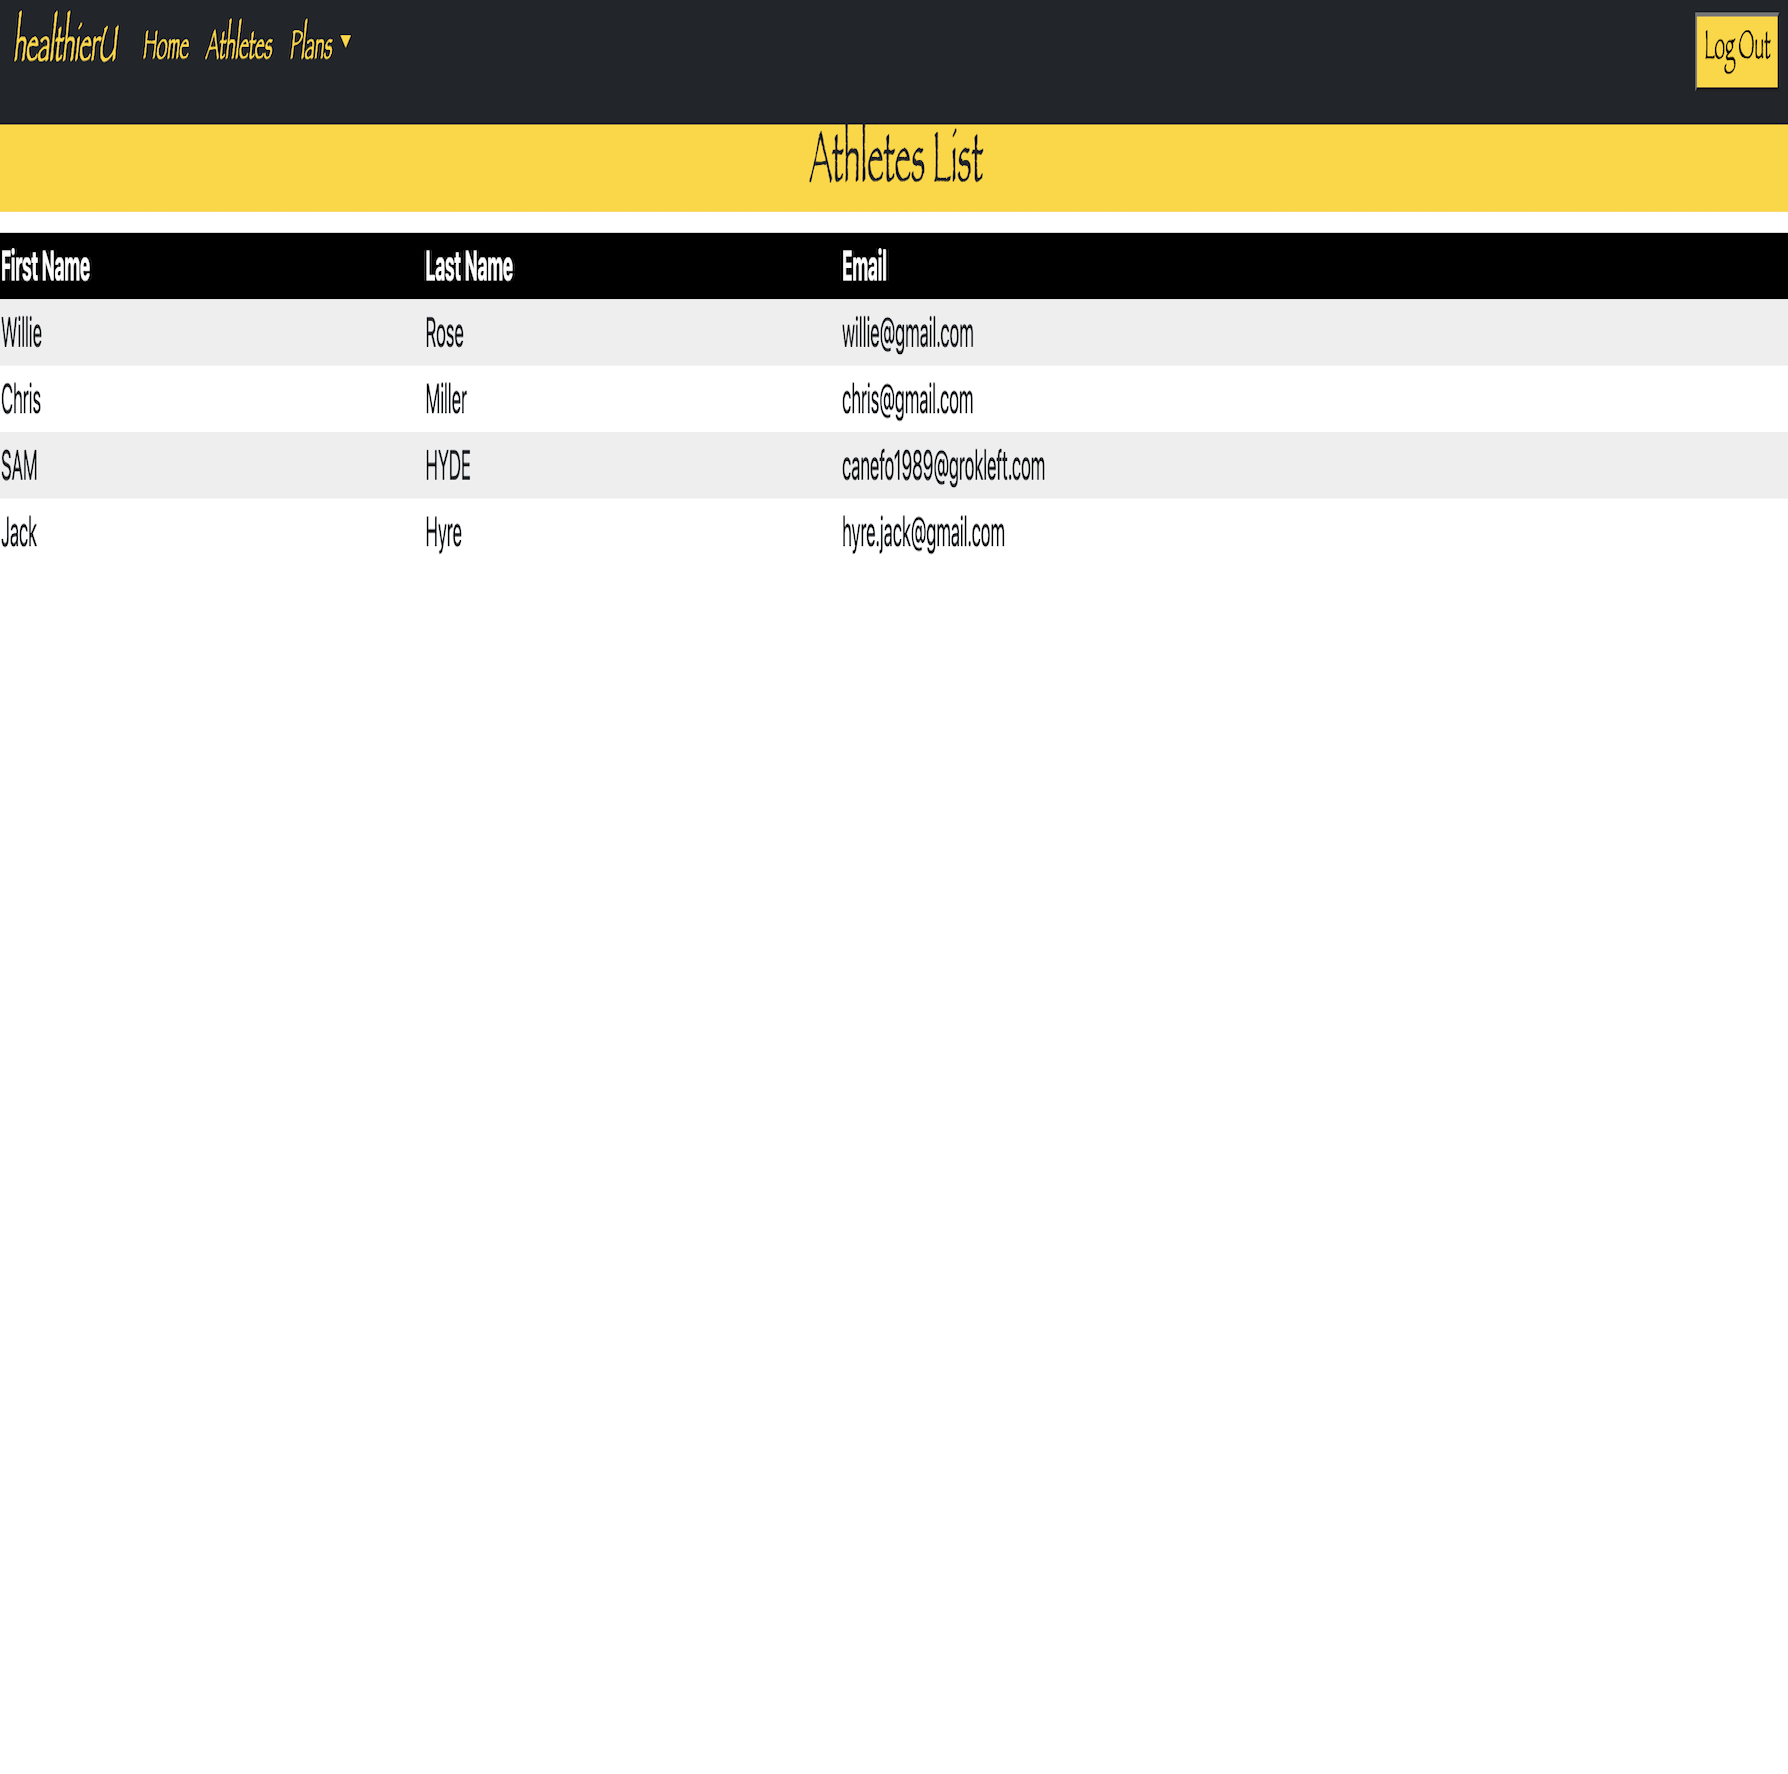 healthierU Home Athletes Plans ▼ Log Out
Athletes List
First Name Last Name Email
Willie Rose willie@gmail.com
Chris Miller chris@gmail.com
SAM HYDE canefo1989@grokleft.com
Jack Hyre hyre.jack@gmail.com